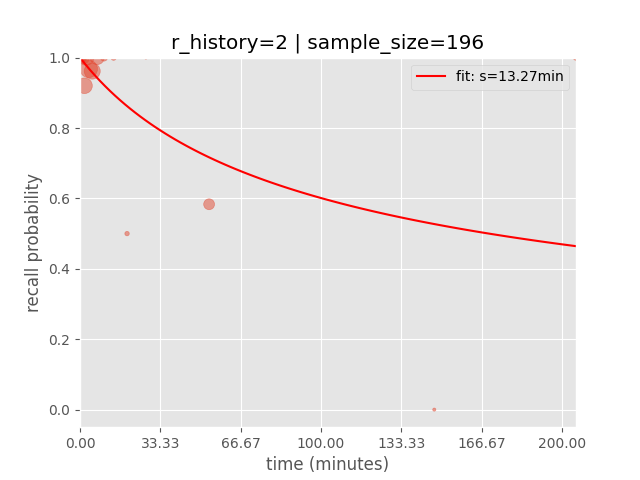 r_history=2 | sample_size=196
fit: s=13.27min
recall probability
1.0
0.8
0.6
0.4
0.2
0.0
0.00 33.33 66.67 100.00 133.33 166.67 200.00
time (minutes)